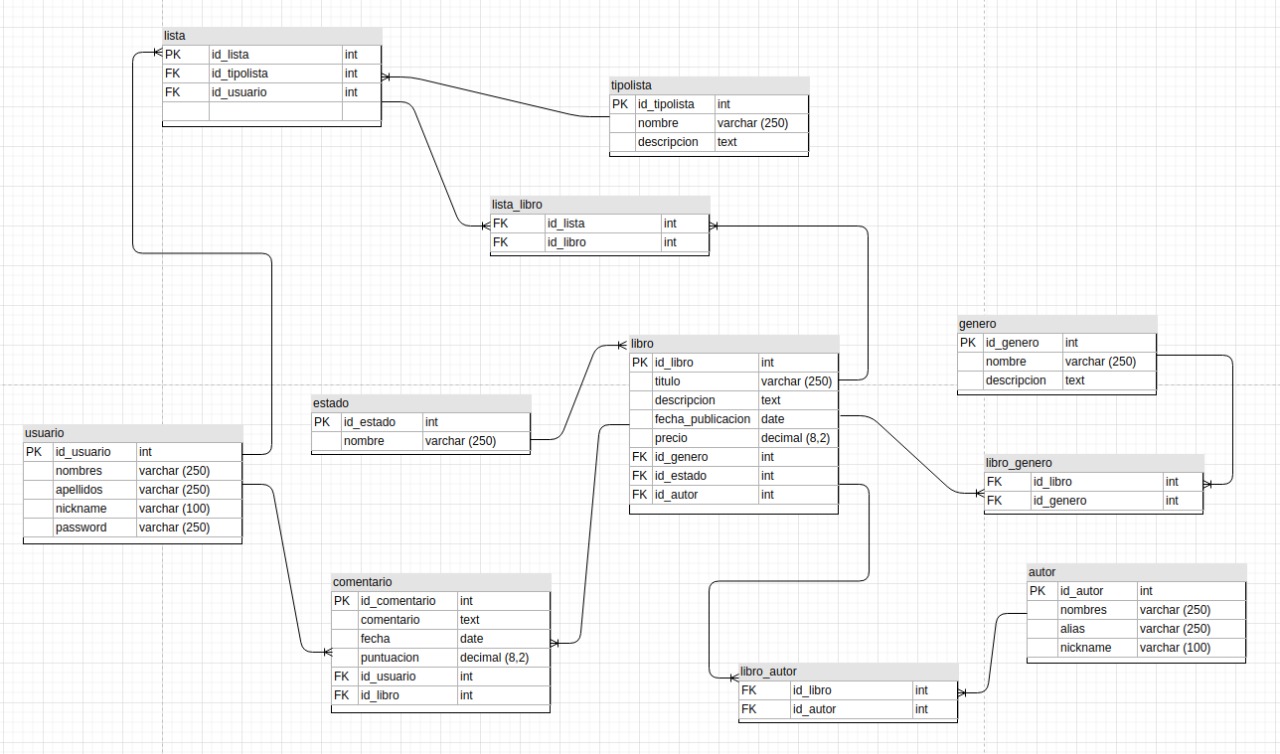 lista
PK id_lista int
FK id_tipolista int
FK id_usuario int
tipolista
PK id_tipolista int
nombre varchar (250)
descripcion text
lista_libro
FK id_lista int
FK id_libro int
genero
PK id_genero int
nombre varchar (250)
descripcion text
libro
PK id_libro int
titulo varchar (250)
descripcion text
fecha_publicacion date
precio decimal (8,2)
FK id_genero int
FK id_estado int
FK id_autor int
estado
PK id_estado int
nombre varchar (250)
usuario
PK id_usuario int
nombres varchar (250)
apellidos varchar (250)
nickname varchar (100)
password varchar (250)
libro_genero
FK id_libro int
FK id_genero int
comentario
PK id_comentario int
comentario text
fecha date
puntuacion decimal (8,2)
FK id_usuario int
FK id_libro int
autor
PK id_autor int
nombres varchar (250)
alias varchar (250)
nickname varchar (100)
libro_autor
FK id_libro int
FK id_autor int